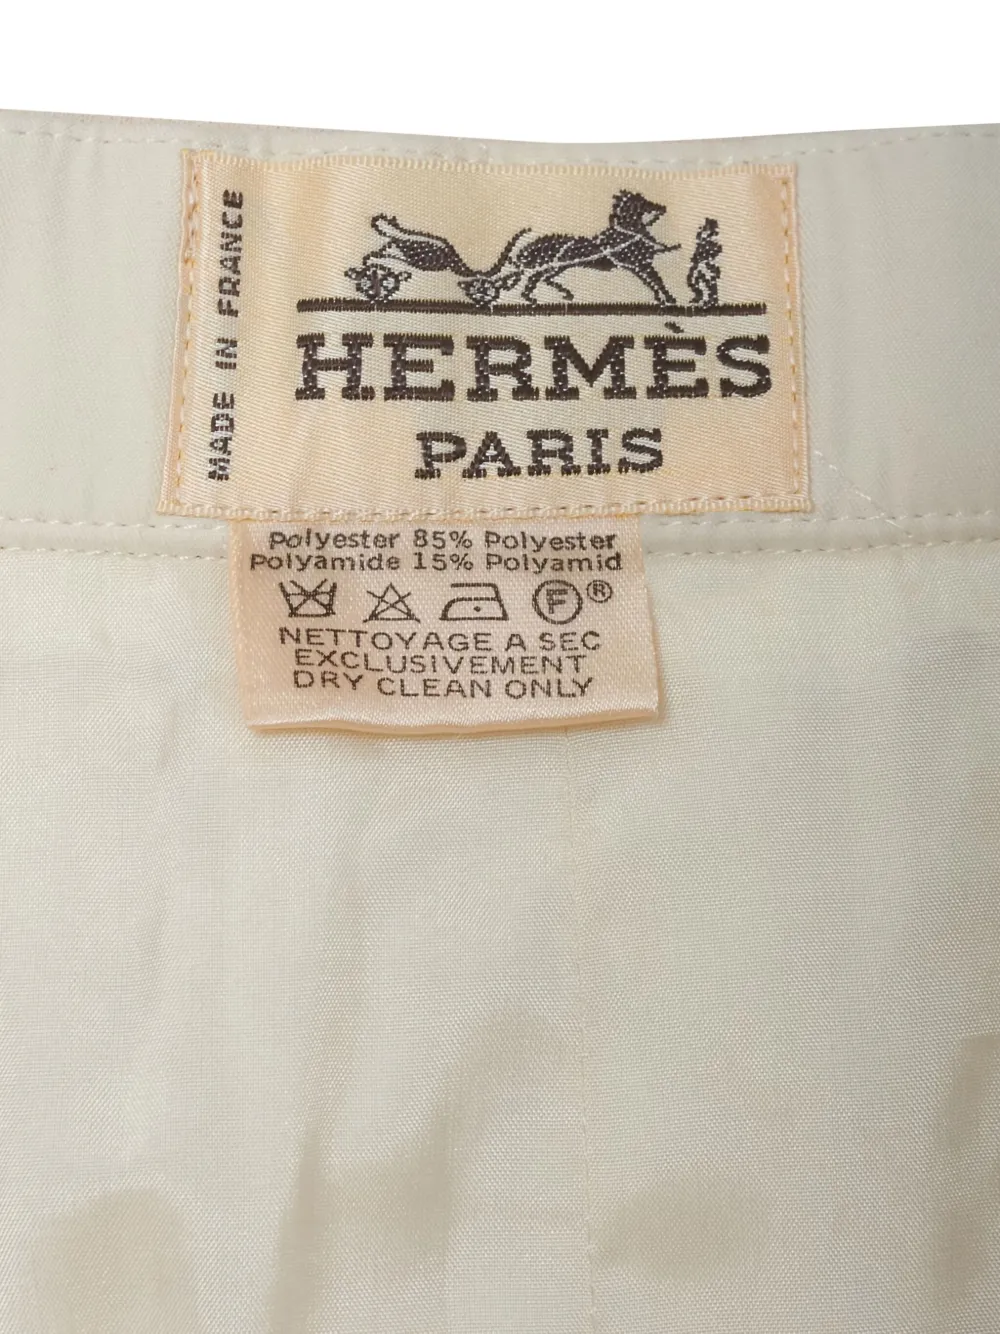 MADE IN FRANCE
HERMÈS
PARIS
Polyester 85% Polyester
Polyamide 15% Polyamid
F®
NETTOYAGE A SEC
EXCLUSIVEMENT
DRY CLEAN ONLY